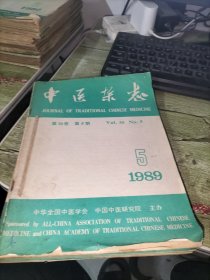 中医杂志
JOURNAL OF TRADITIONAL CHINESE MEDICINE
第30卷 第5期 Vol. 30 No. 5
5
1989
中华全国中医学会 中国中医研究院 主办
Sponsored by ALL-CHINA ASSOCIATION OF TRADITIONAL CHINESE
MEDICINE and CHINA ACADEMY OF TRADITIONAL CHINESE MEDICINE